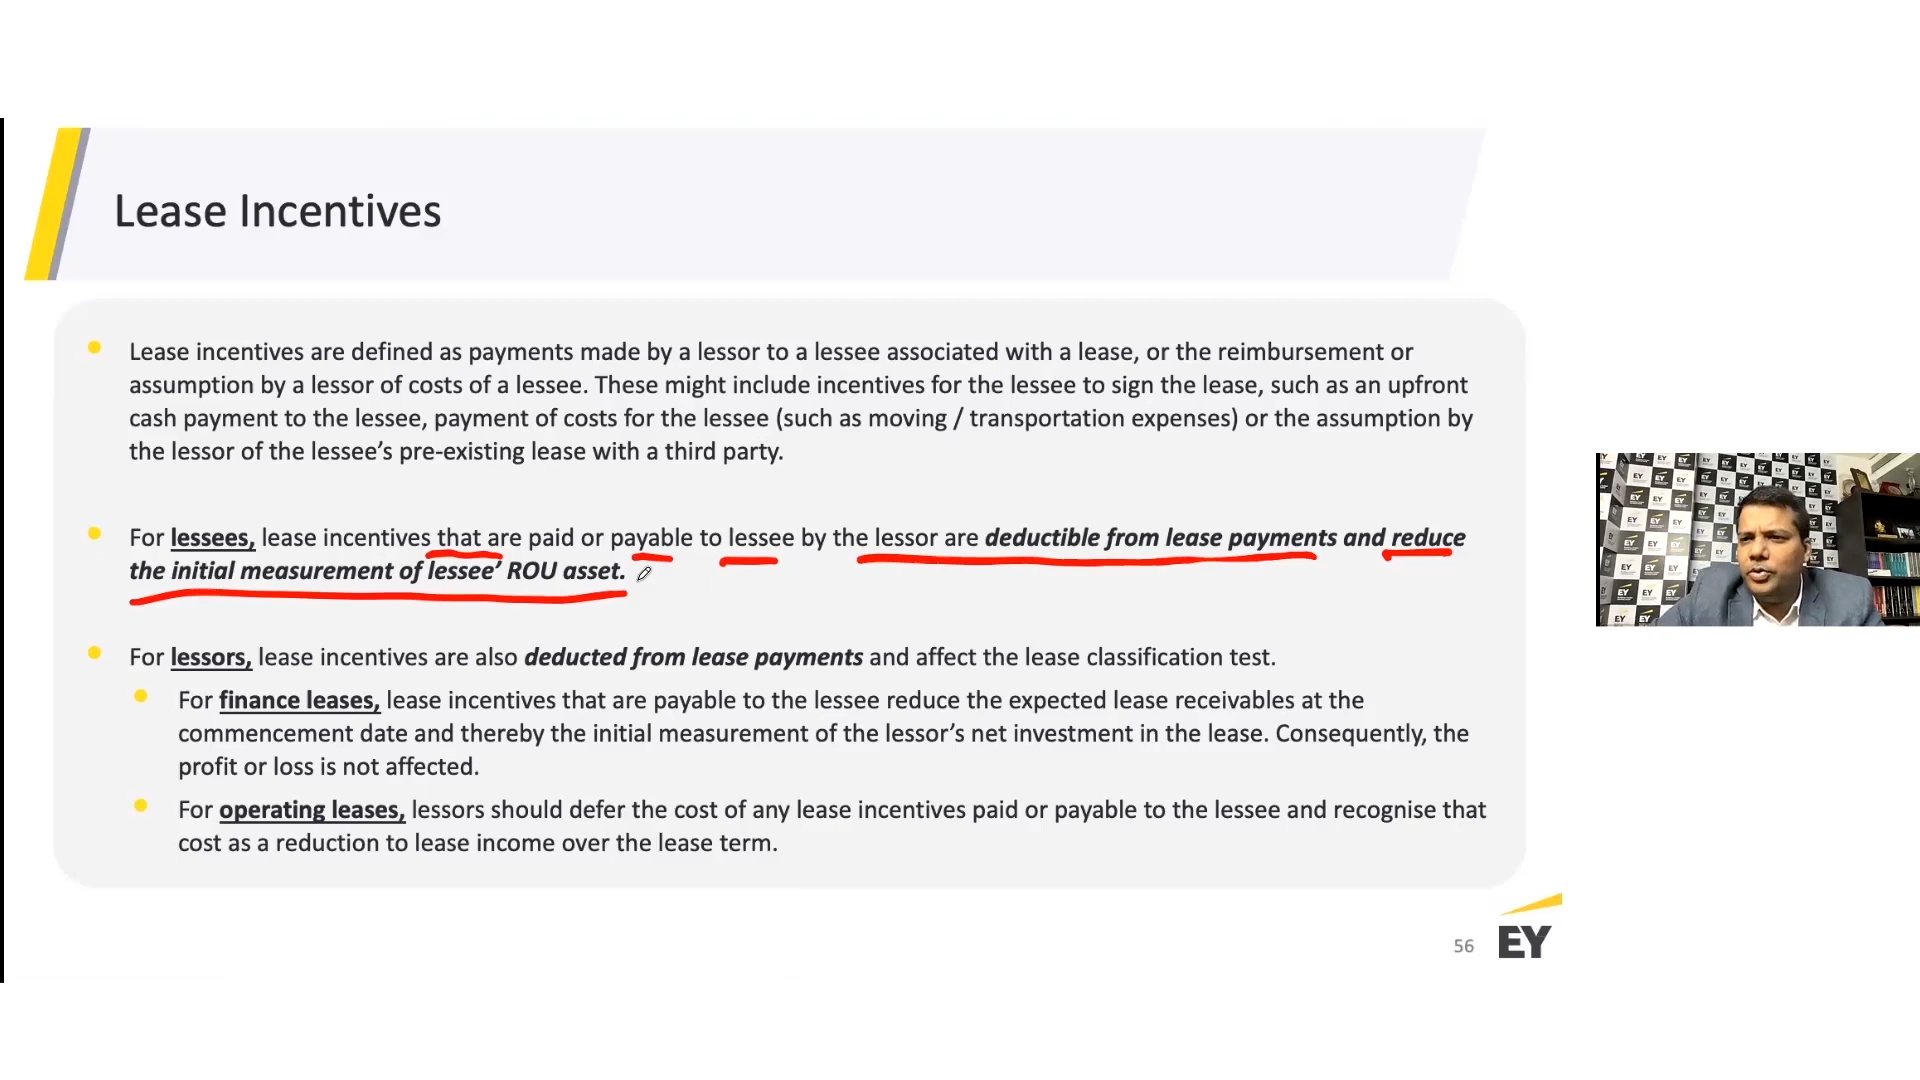 Lease Incentives
Lease incentives are defined as payments made by a lessor to a lessee associated with a lease, or the reimbursement or
assumption by a lessor of costs of a lessee. These might include incentives for the lessee to sign the lease, such as an upfront
cash payment to the lessee, payment of costs for the lessee (such as moving / transportation expenses) or the assumption by
the lessor of the lessee’s pre-existing lease with a third party.
For lessees, lease incentives that are paid or payable to lessee by the lessor are deductible from lease payments and reduce
the initial measurement of lessee’ ROU asset.
For lessors, lease incentives are also deducted from lease payments and affect the lease classification test.
For finance leases, lease incentives that are payable to the lessee reduce the expected lease receivables at the
commencement date and thereby the initial measurement of the lessor’s net investment in the lease. Consequently, the
profit or loss is not affected.
For operating leases, lessors should defer the cost of any lease incentives paid or payable to the lessee and recognise that
cost as a reduction to lease income over the lease term.
56
EY